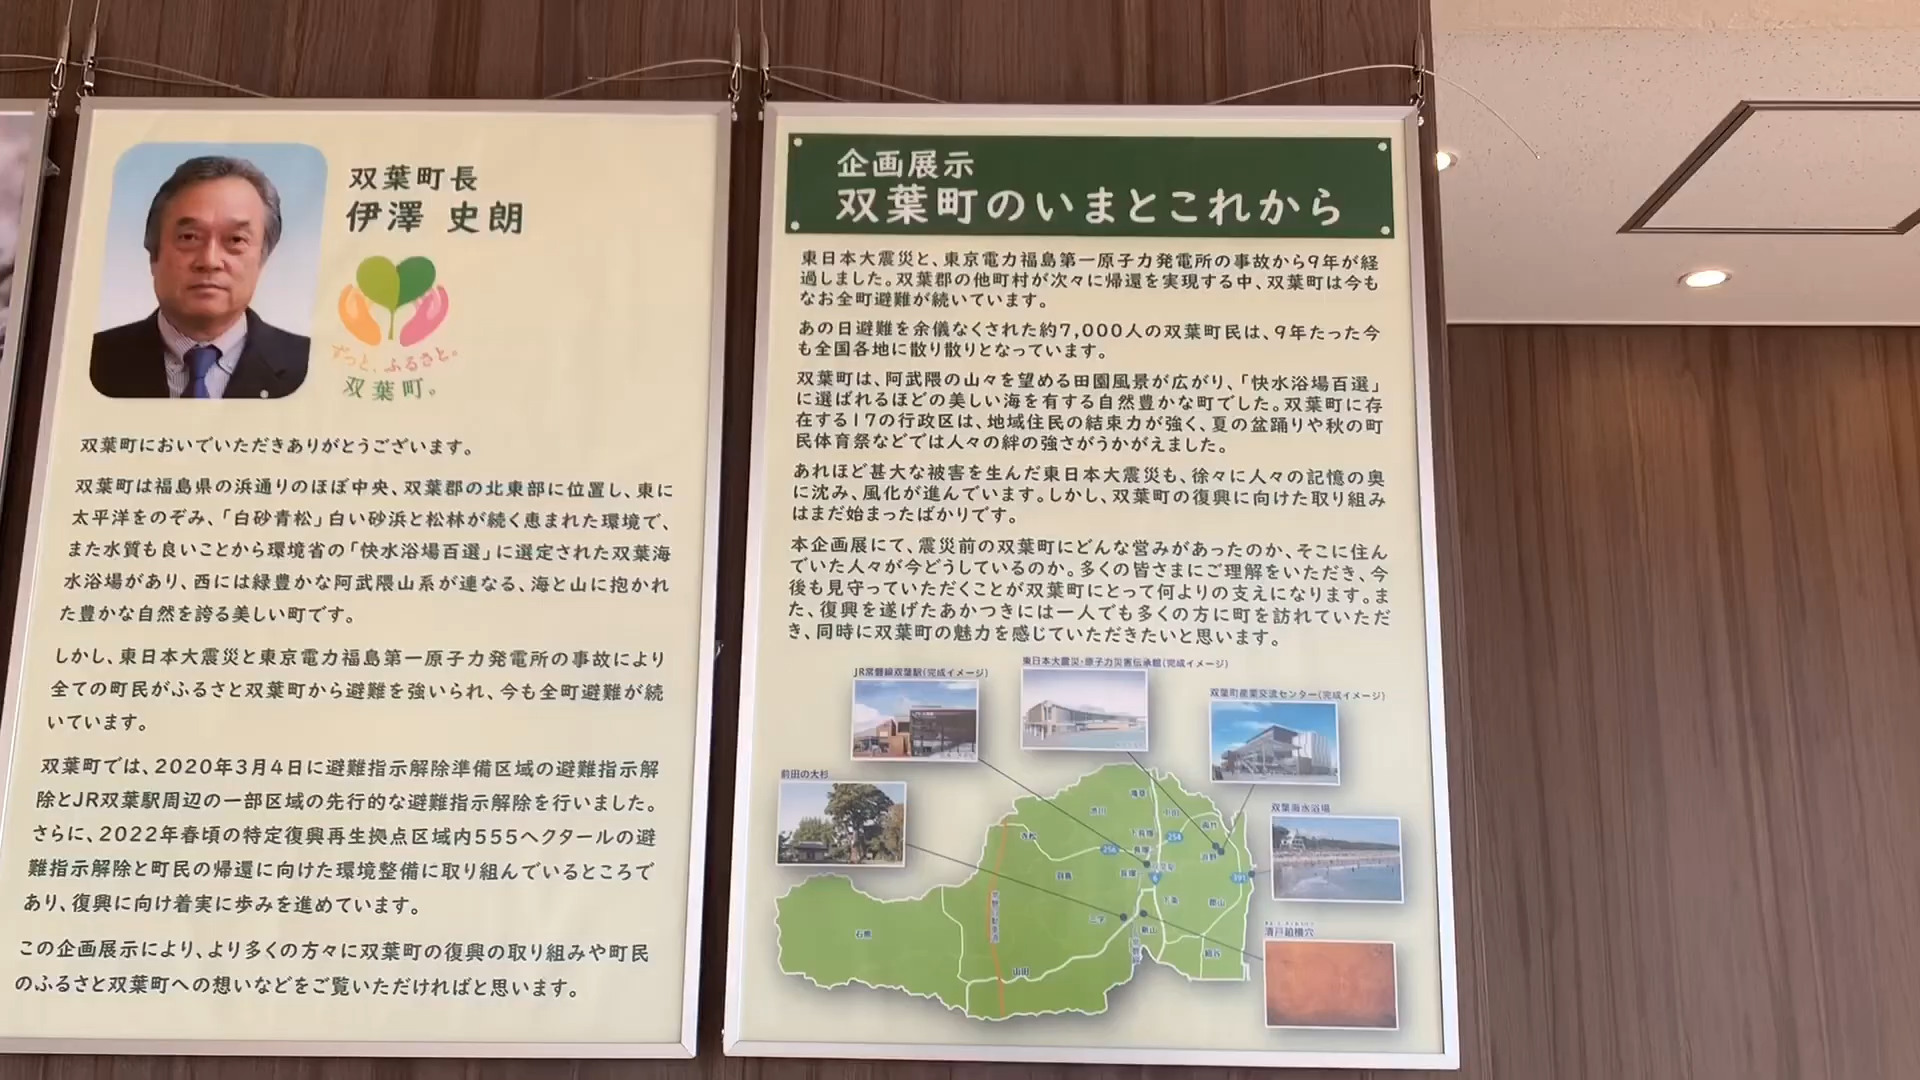 双葉町長
伊澤 史朗
ずっと、ふるさと。
双葉町。
双葉町においでいただきありがとうございます。
双葉町は福島県の浜通りのほぼ中央、双葉郡の北東部に位置し、東に
太平洋をのぞみ、「白砂青松」白い砂浜と松林が続く恵まれた環境で、
また水質も良いことから環境省の「快水浴場百選」に選定された双葉海
水浴場があり、西には緑豊かな阿武隈山系が連なる、海と山に抱かれ
た豊かな自然を誇る美しい町です。
しかし、東日本大震災と東京電力福島第一原子力発電所の事故により
全ての町民がふるさと双葉町から避難を強いられ、今も全町避難が続
いています。
双葉町では、2020年3月4日に避難指示解除準備区域の避難指示解
除とJR双葉駅周辺の一部区域の先行的な避難指示解除を行いました。
さらに、2022年春頃の特定復興再生拠点区域内555ヘクタールの避
難指示解除と町民の帰還に向けた環境整備に取り組んでいるところで
あり、復興に向け着実に歩みを進めています。
この企画展示により、より多くの方々に双葉町の復興の取り組みや町民
のふるさと双葉町への想いなどをご覧いただければと思います。
企画展示
双葉町のいまとこれから
東日本大震災と、東京電力福島第一原子力発電所の事故から9年が経
過しました。双葉郡の他町村が次々に帰還を実現する中、双葉町は今も
なお全町避難が続いています。
あの日避難を余儀なくされた約7,000人の双葉町民は、9年たった今
も全国各地に散り散りとなっています。
双葉町は、阿武隈の山々を望める田園風景が広がり、「快水浴場百選」
に選ばれるほどの美しい海を有する自然豊かな町でした。双葉町に存
在する17の行政区は、地域住民の結束力が強く、夏の盆踊りや秋の町
民体育祭などでは人々の絆の強さがうかがえました。
あれほど甚大な被害を生んだ東日本大震災も、徐々に人々の記憶の奥
に沈み、風化が進んでいます。しかし、双葉町の復興に向けた取り組み
はまだ始まったばかりです。
本企画展にて、震災前の双葉町にどんな営みがあったのか、そこに住ん
でいた人々が今どうしているのか。多くの皆さまにご理解をいただき、今
後も見守っていただくことが双葉町にとって何よりの支えになります。ま
た、復興を遂げたあかつきには一人でも多くの方に町を訪れていただ
き、同時に双葉町の魅力を感じていただきたいと思います。
JR常磐線双葉駅(完成イメージ)
東日本大震災・原子力災害伝承館(完成イメージ)
双葉町産業交流センター(完成イメージ)
前田の大杉
双葉海水浴場
清戸廹横穴
渋川
寺松
下長塚
長塚
羽鳥
両竹
浜野
254
256
6
391
下条
郡山
三字
新山
細谷
石熊
山田
常磐自動車道